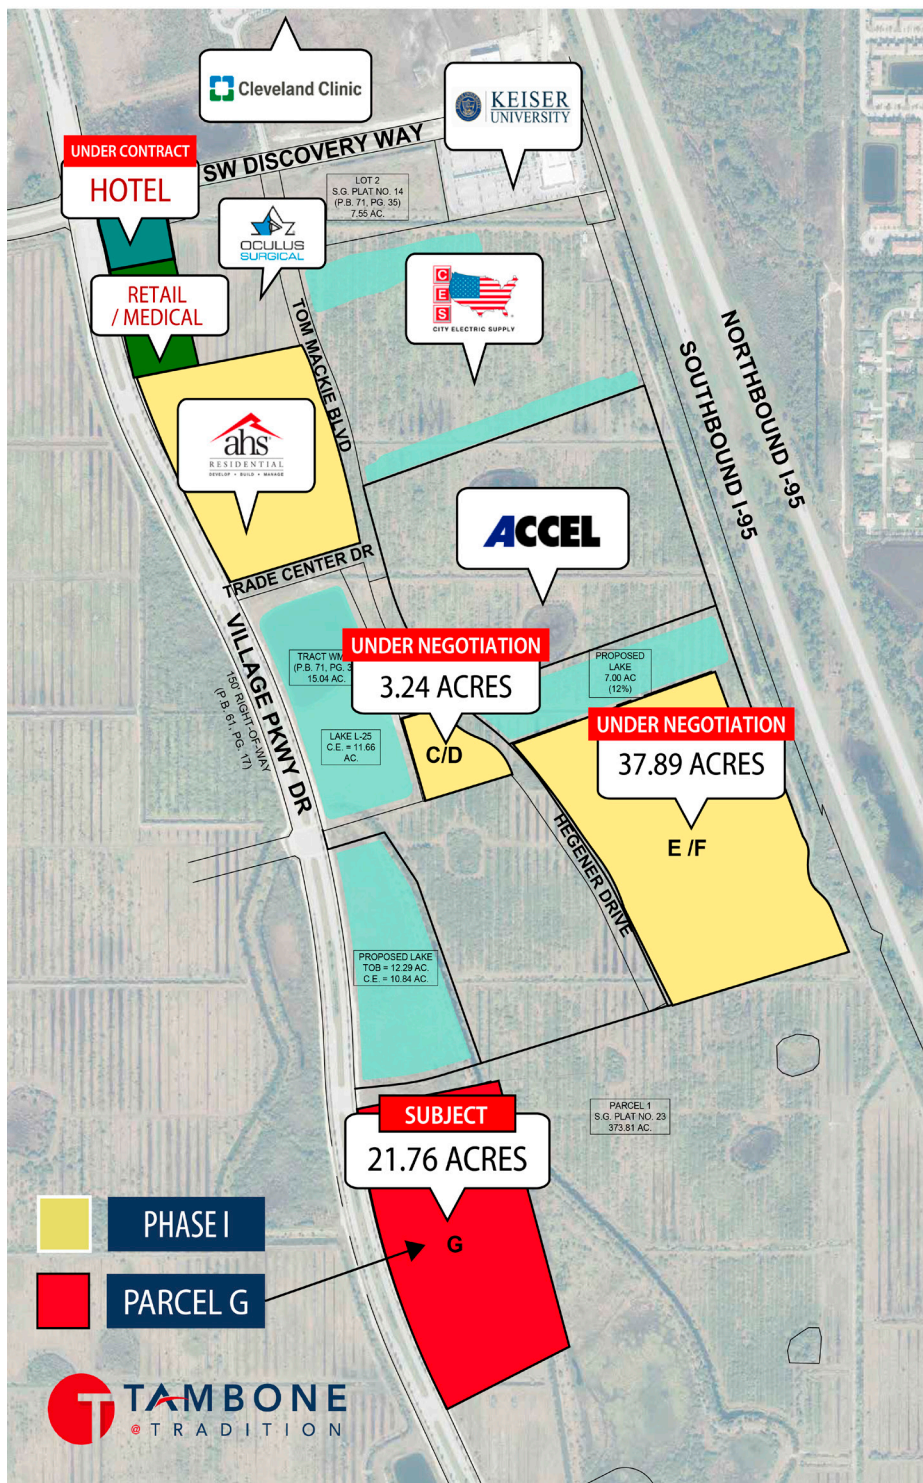 Cleveland Clinic
KEISER
UNIVERSITY
SW DISCOVERY WAY
UNDER CONTRACT
HOTEL
LOT 2
S.G. PLAT NO. 14
(P.B. 71, PG. 35)
7.55 AC.
OCULUS
SURGICAL
RETAIL
/ MEDICAL
CES
CITY ELECTRIC SUPPLY
TOM MACKIE BLVD
NORTHBOUND I-95
SOUTHBOUND I-95
ahs
RESIDENTIAL
DEVELOP • BUILD • MANAGE
ACCEL
TRADE CENTER DR
VILLAGE PKWY DR
150' RIGHT-OF-WAY
(P.B. 61, PG. 17)
TRACT WM
(P.B. 71, PG.
15.04 AC.
UNDER NEGOTIATION
3.24 ACRES
PROPOSED
LAKE
7.00 AC
(12%)
UNDER NEGOTIATION
37.89 ACRES
LAKE L-25
C.E. = 11.66
AC.
C/D
E /F
HEGENER DRIVE
PROPOSED LAKE
TOB = 12.29 AC.
C.E. = 10.84 AC.
PARCEL 1
S.G. PLAT NO. 23
373.81 AC.
SUBJECT
21.76 ACRES
G
PHASE I
PARCEL G
T
TAMBONE
@ TRADITION